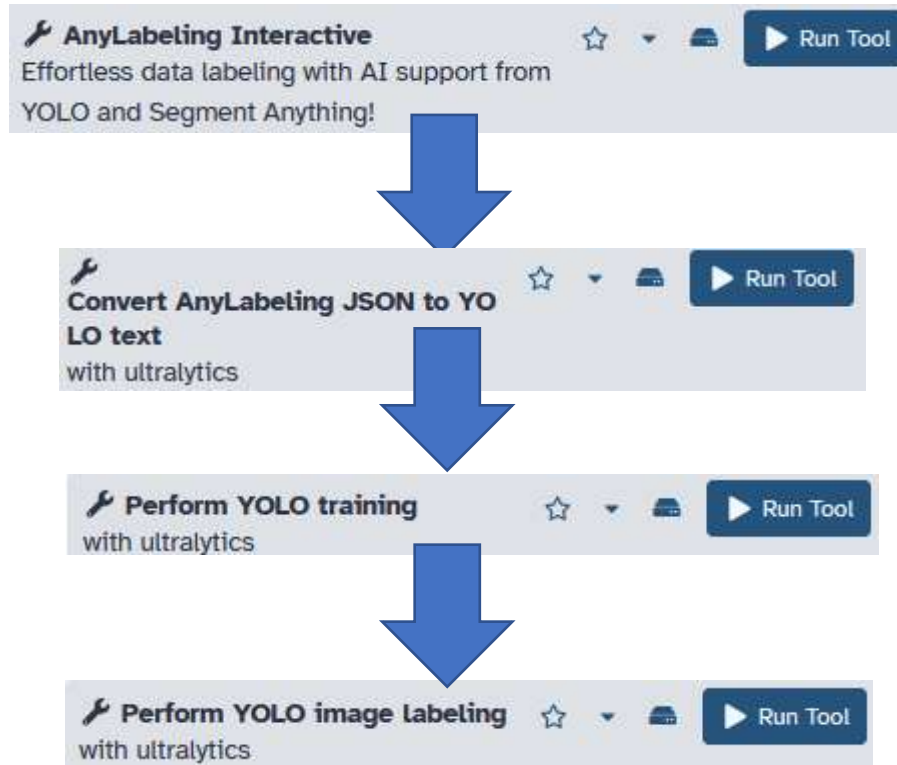 AnyLabeling Interactive
Run Tool
Effortless data labeling with AI support from
YOLO and Segment Anything!
Convert AnyLabeling JSON to YO
LO text
Run Tool
with ultralytics
Perform YOLO training
Run Tool
with ultralytics
Perform YOLO image labeling
Run Tool
with ultralytics